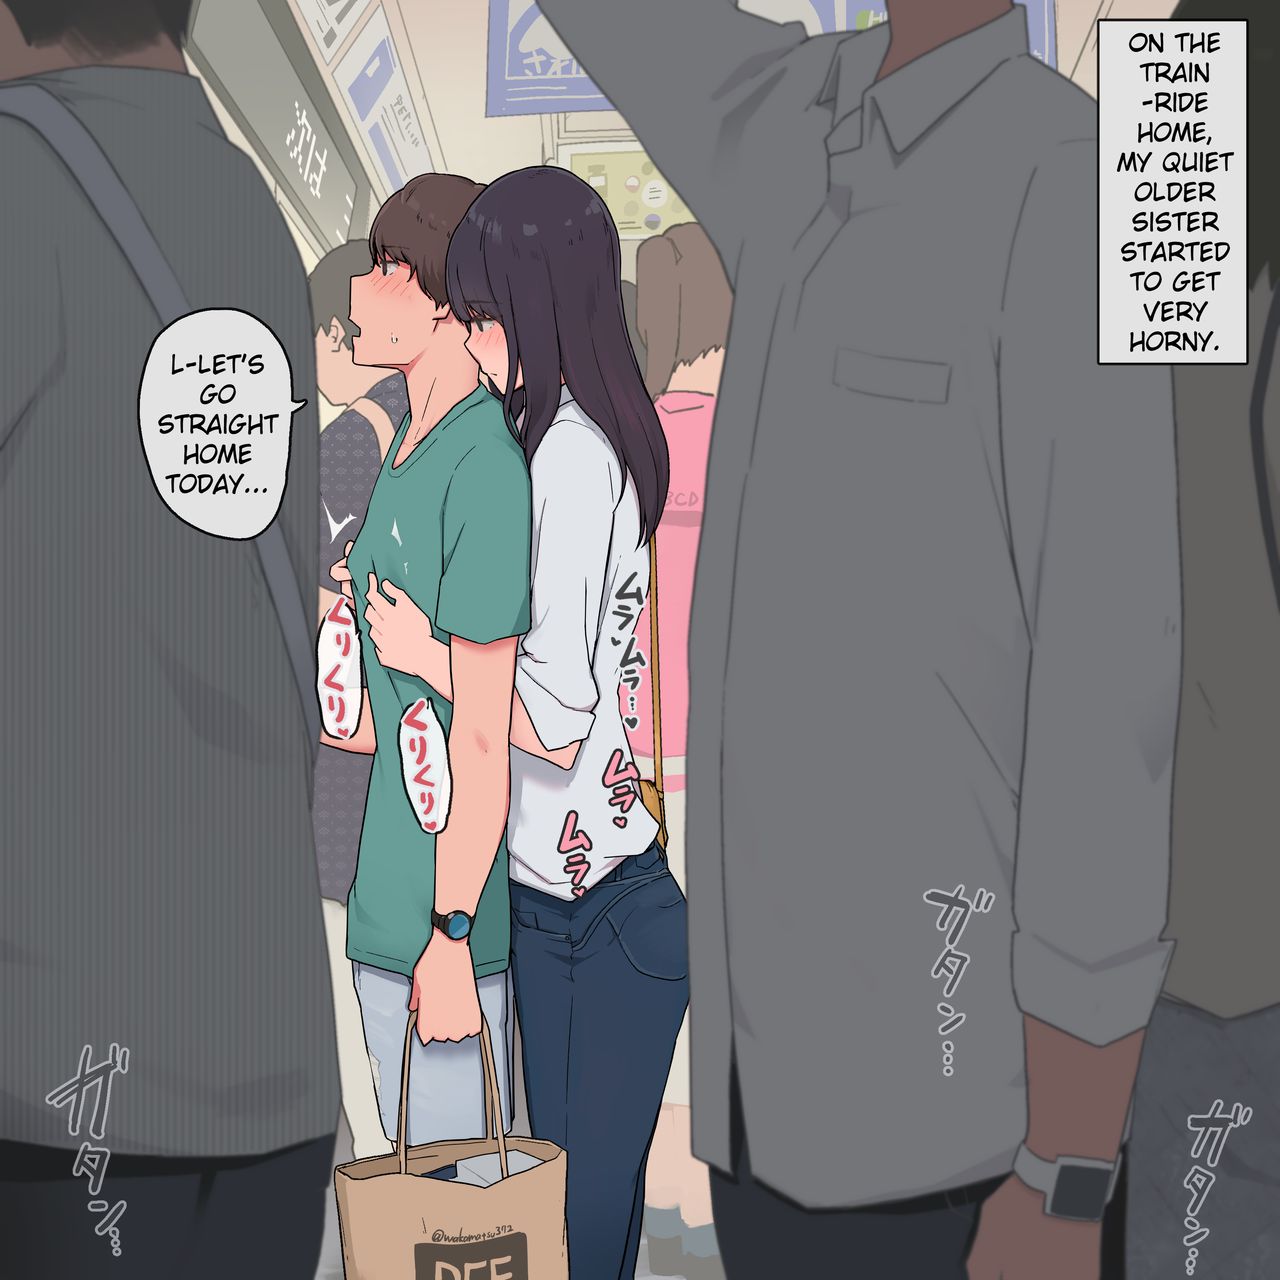 ON THE
TRAIN
-RIDE
HOME,
MY QUIET
OLDER
SISTER
STARTED
TO GET
VERY
HORNY.
L-LET'S
GO
STRAIGHT
HOME
TODAY...
くりくり♥
くりくり♥
ムラ♥ムラ…♥
ムラ♥
ムラ♥
ガタン…
ガタン…
ガタン…
BCD
@wakamatsu372